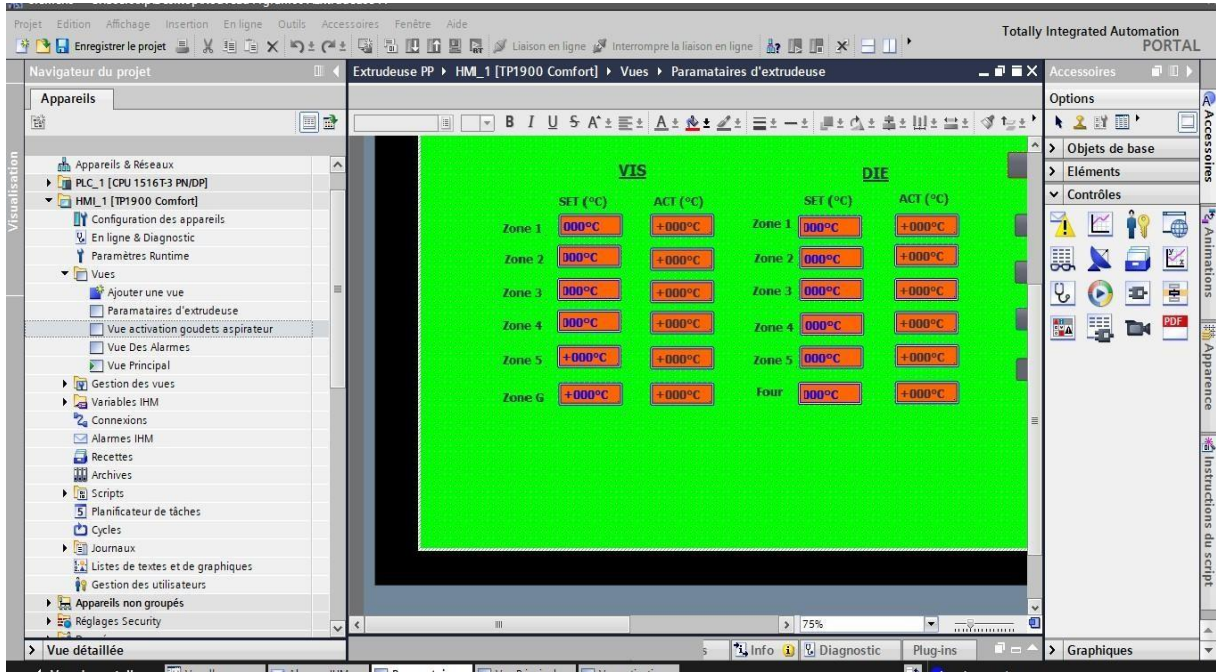 Projet Edition Affichage Insertion En ligne Outils Accessoires Fenêtre Aide
Totally Integrated Automation
PORTAL
Enregistrer le projet
Liaison en ligne
Interrompre la liaison en ligne
Navigateur du projet
Extrudeuse PP ▸ HMI_1 [TP1900 Comfort] ▸ Vues ▸ Paramataires d'extrudeuse
Accessoires
Appareils
Options
Visualisation
Appareils & Réseaux
PLC_1 [CPU 1516T-3 PN/DP]
HMI_1 [TP1900 Comfort]
Configuration des appareils
En ligne & Diagnostic
Paramètres Runtime
Vues
Ajouter une vue
Paramataires d'extrudeuse
Vue activation goudets aspirateur
Vue Des Alarmes
Vue Principal
Gestion des vues
Variables IHM
Connexions
Alarmes IHM
Recettes
Archives
Scripts
Planificateur de tâches
Cycles
Journaux
Listes de textes et de graphiques
Gestion des utilisateurs
Appareils non groupés
Réglages Security
Vue détaillée
B I U S A
VIS DIE
SET (°C) ACT (°C) SET (°C) ACT (°C)
Zone 1 000°C +000°C Zone 1 000°C +000°C
Zone 2 000°C +000°C Zone 2 000°C +000°C
Zone 3 000°C +000°C Zone 3 000°C +000°C
Zone 4 000°C +000°C Zone 4 000°C +000°C
Zone 5 +000°C +000°C Zone 5 000°C +000°C
Zone G +000°C +000°C Four 000°C +000°C
75%
Info
Diagnostic
Plug-ins
Objets de base
Eléments
Contrôles
PDF
Graphiques
Accessoires
Animations
Apparence
Instructions du script